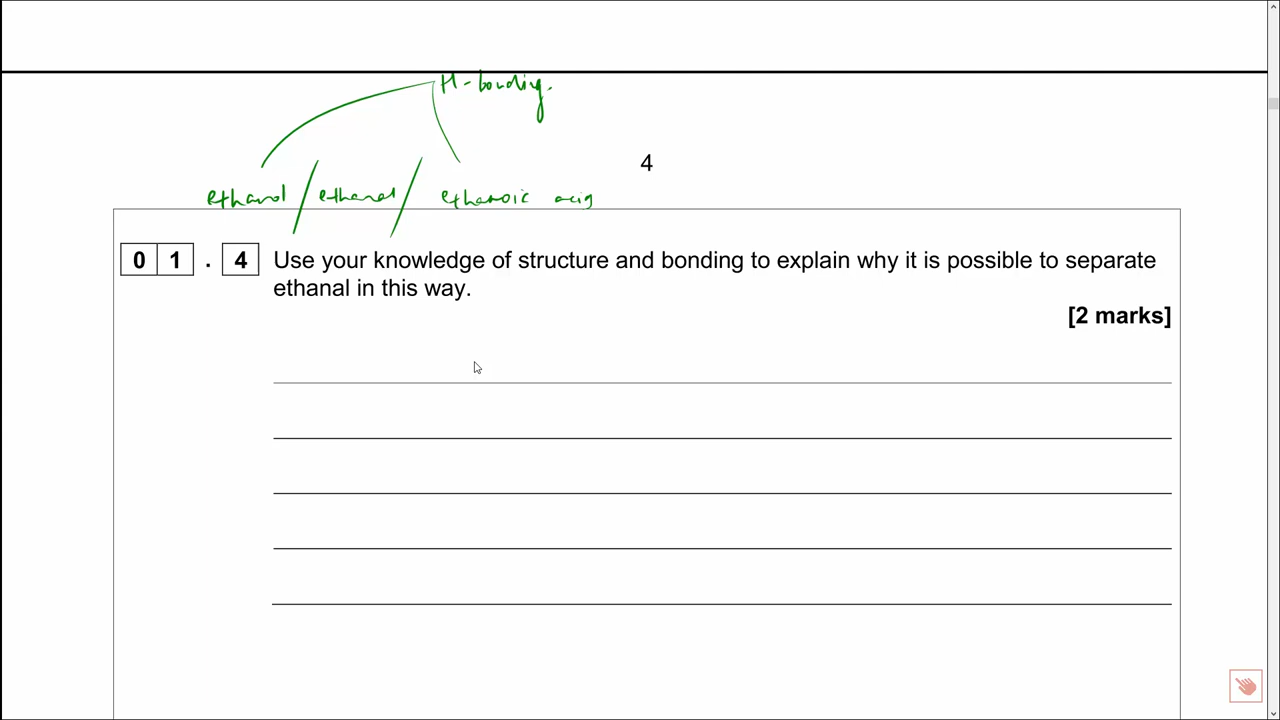 H-bonding.
4
ethanol / ethanal / ethanoic acid
0 1 . 4 Use your knowledge of structure and bonding to explain why it is possible to separate
ethanal in this way.
[2 marks]